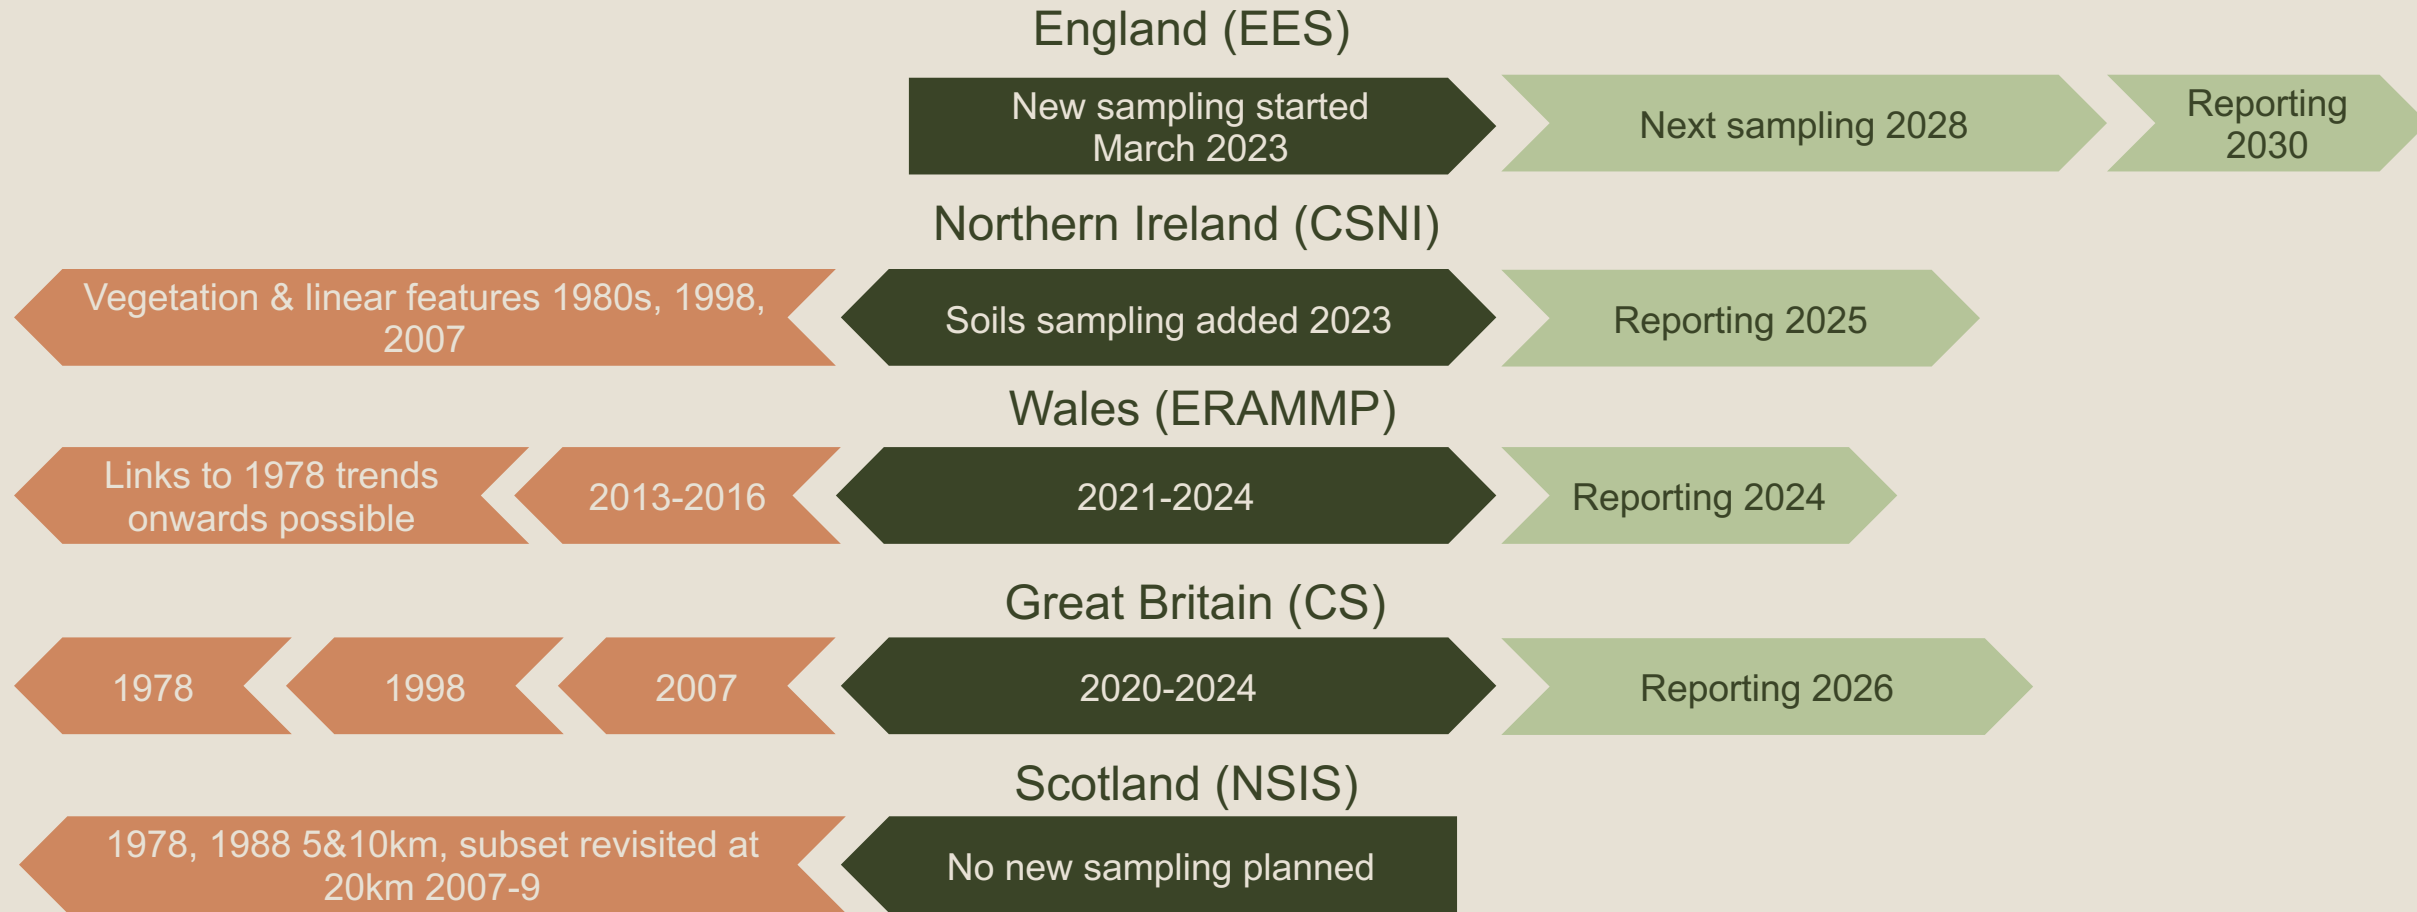 England (EES)
New sampling started
March 2023
Next sampling 2028
Reporting
2030
Northern Ireland (CSNI)
Vegetation & linear features 1980s, 1998,
2007
Soils sampling added 2023
Reporting 2025
Wales (ERAMMP)
Links to 1978 trends
onwards possible
2013-2016
2021-2024
Reporting 2024
Great Britain (CS)
1978
1998
2007
2020-2024
Reporting 2026
Scotland (NSIS)
1978, 1988 5&10km, subset revisited at
20km 2007-9
No new sampling planned